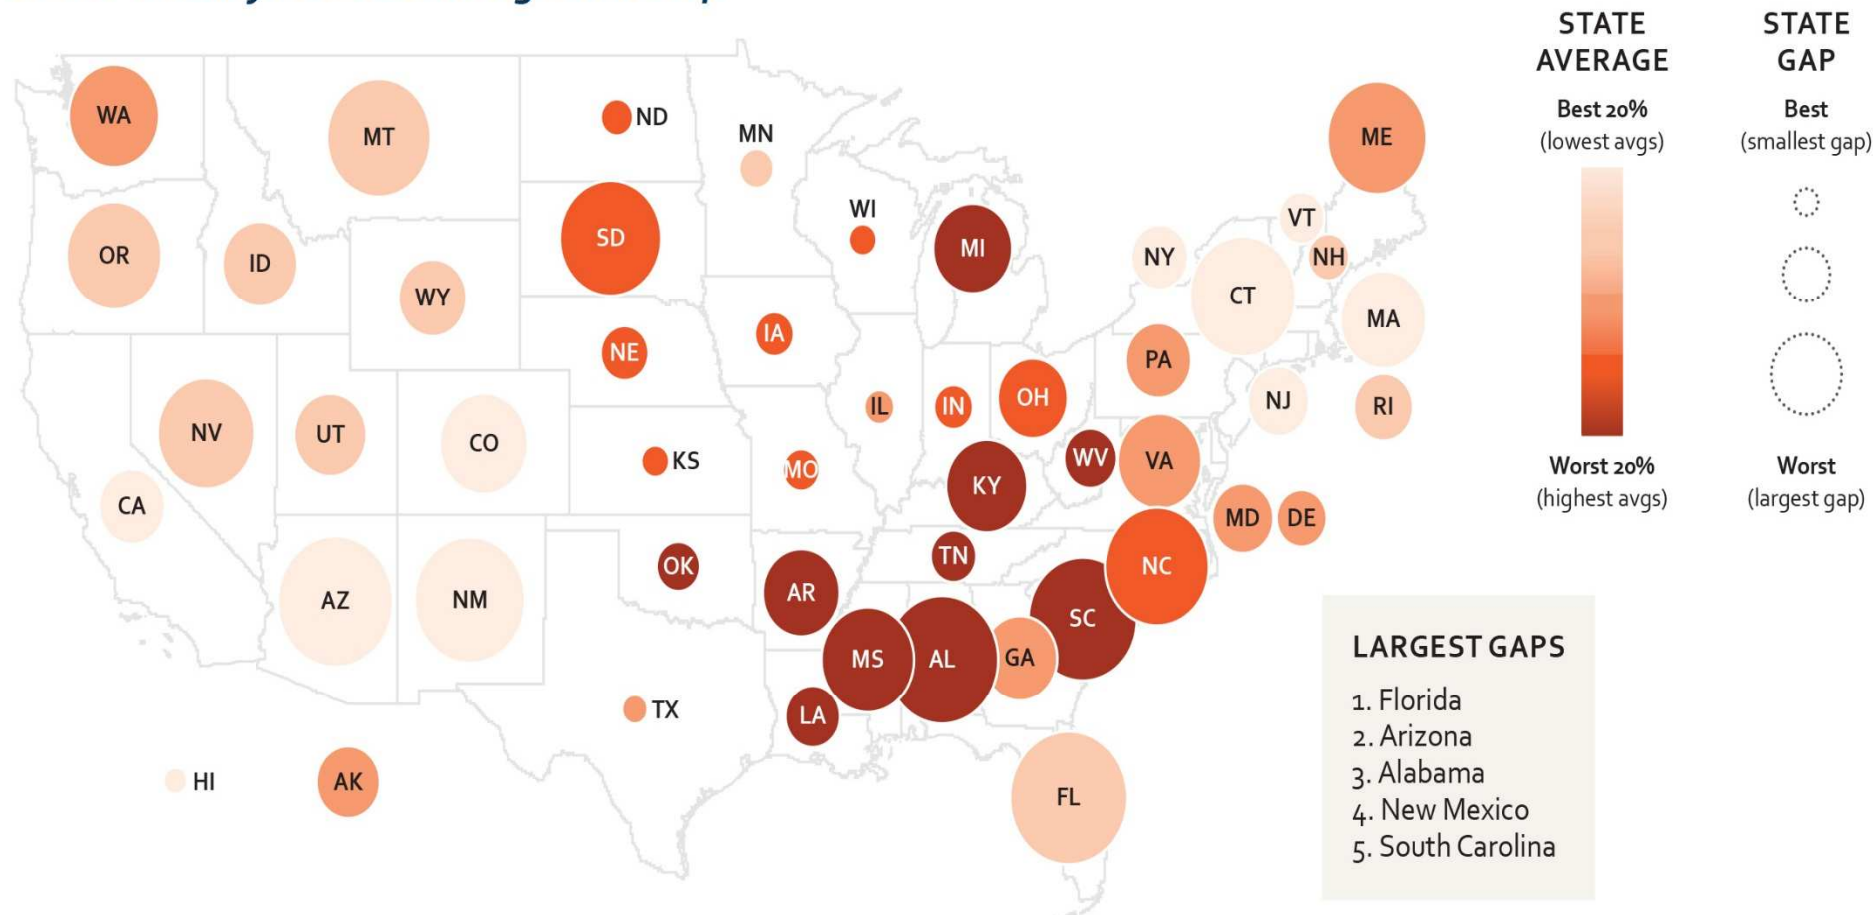 STATE
AVERAGE
Best 20%
(lowest avgs)
Worst 20%
(highest avgs)
STATE
GAP
Best
(smallest gap)
Worst
(largest gap)
WA
MT
ND
MN
ME
OR
ID
WY
SD
WI
MI
NY
VT
NH
CT
MA
NE
IA
PA
NV
UT
CO
KS
MO
IL
IN
OH
NJ
RI
CA
KY
WV
VA
MD
DE
AZ
NM
OK
AR
TN
NC
SC
MS
AL
GA
LA
TX
HI
AK
FL
LARGEST GAPS
1. Florida
2. Arizona
3. Alabama
4. New Mexico
5. South Carolina